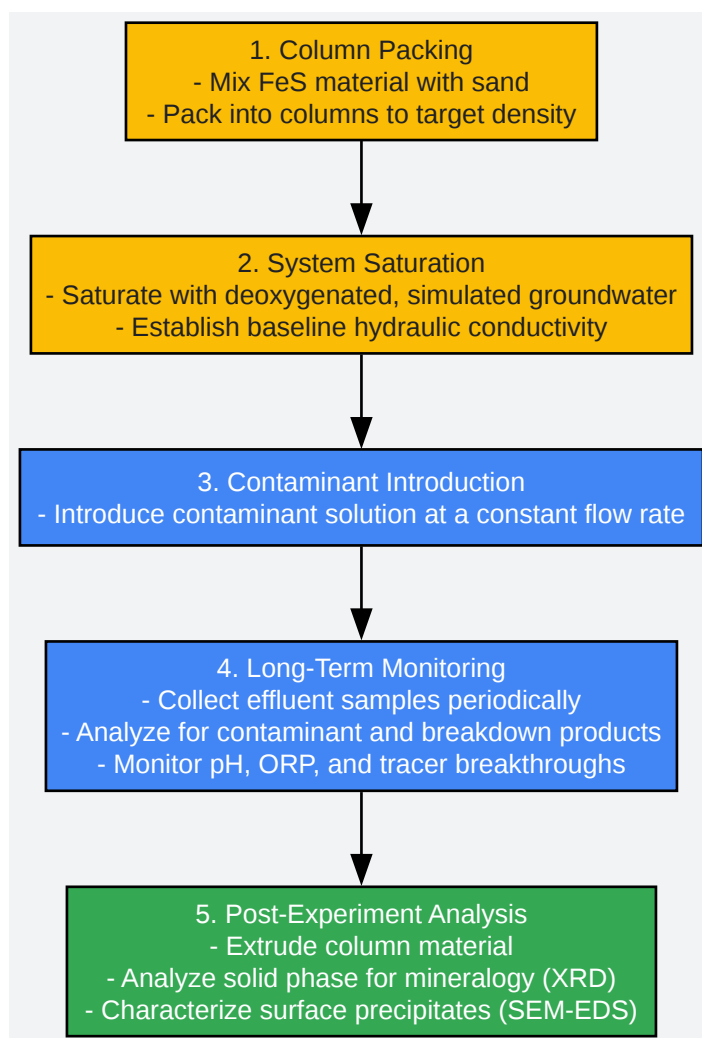 1. Column Packing
- Mix FeS material with sand
- Pack into columns to target density
2. System Saturation
- Saturate with deoxygenated, simulated groundwater
- Establish baseline hydraulic conductivity
3. Contaminant Introduction
- Introduce contaminant solution at a constant flow rate
4. Long-Term Monitoring
- Collect effluent samples periodically
- Analyze for contaminant and breakdown products
- Monitor pH, ORP, and tracer breakthroughs
5. Post-Experiment Analysis
- Extrude column material
- Analyze solid phase for mineralogy (XRD)
- Characterize surface precipitates (SEM-EDS)